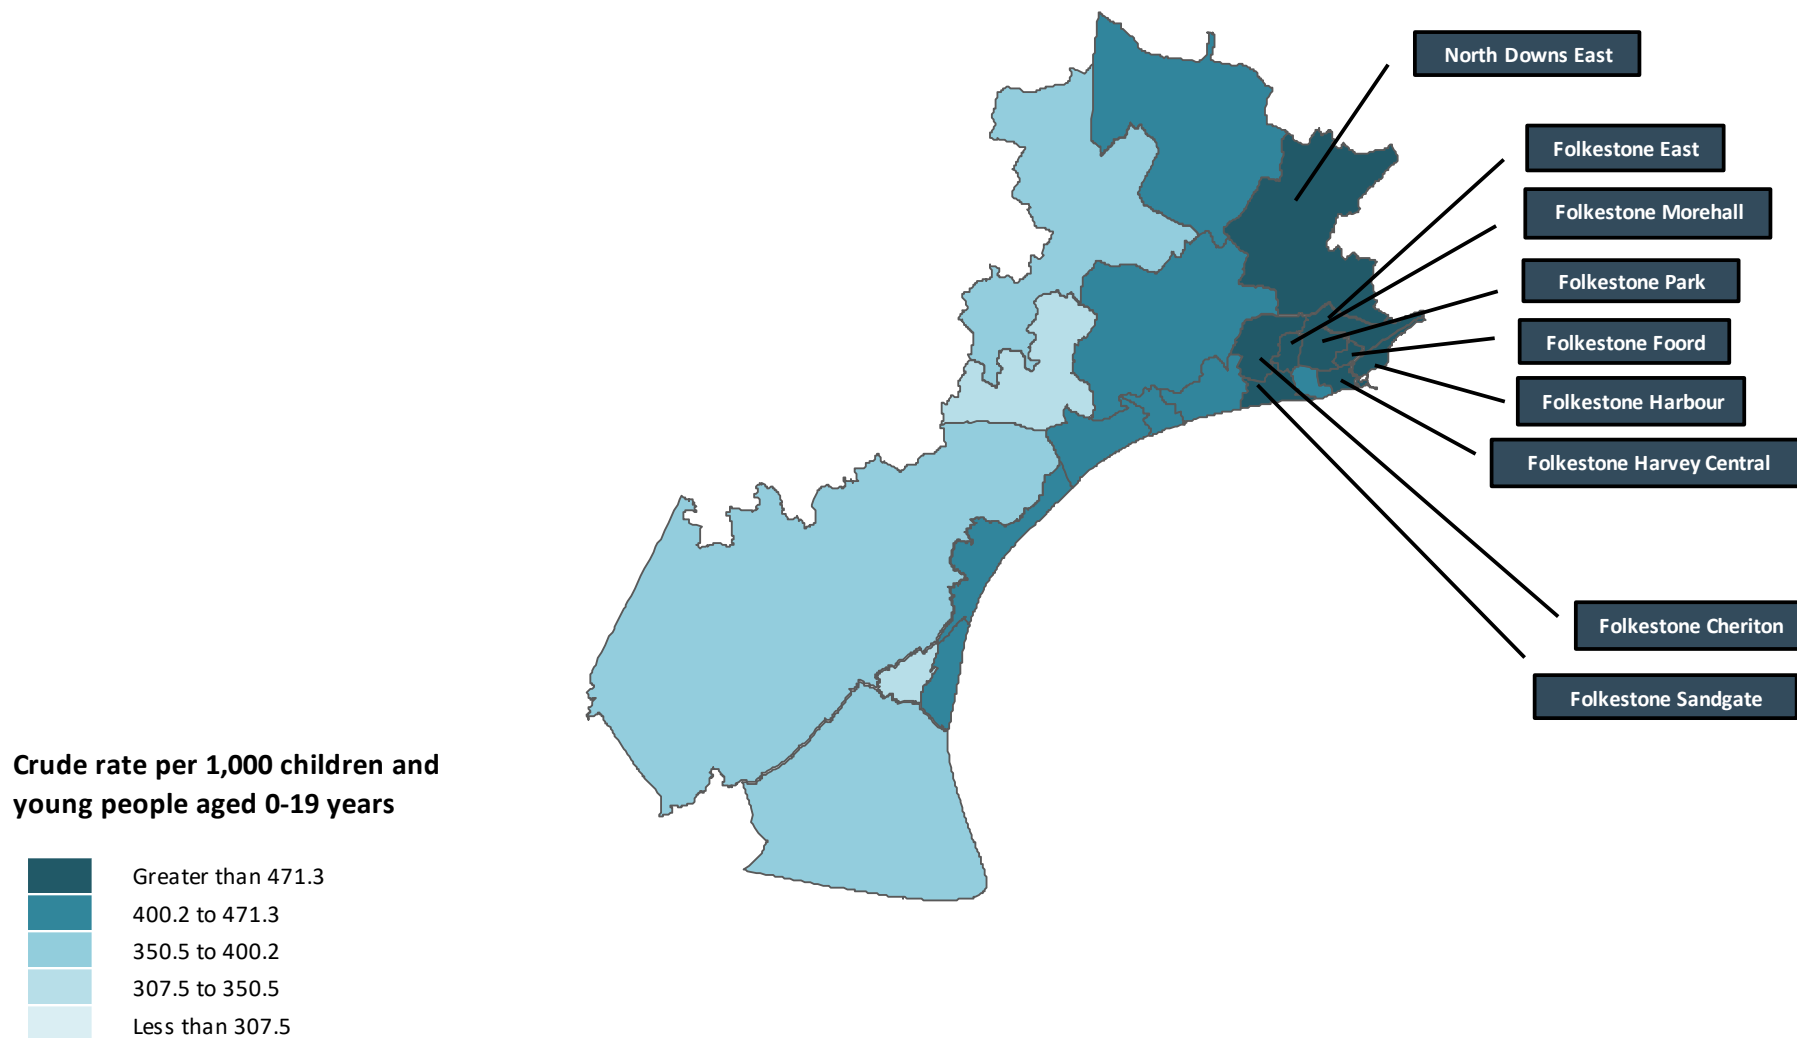 North Downs East
Folkestone East
Folkestone Morehall
Folkestone Park
Folkestone Foord
Folkestone Harbour
Folkestone Harvey Central
Folkestone Cheriton
Folkestone Sandgate
Crude rate per 1,000 children and
young people aged 0-19 years
Greater than 471.3
400.2 to 471.3
350.5 to 400.2
307.5 to 350.5
Less than 307.5